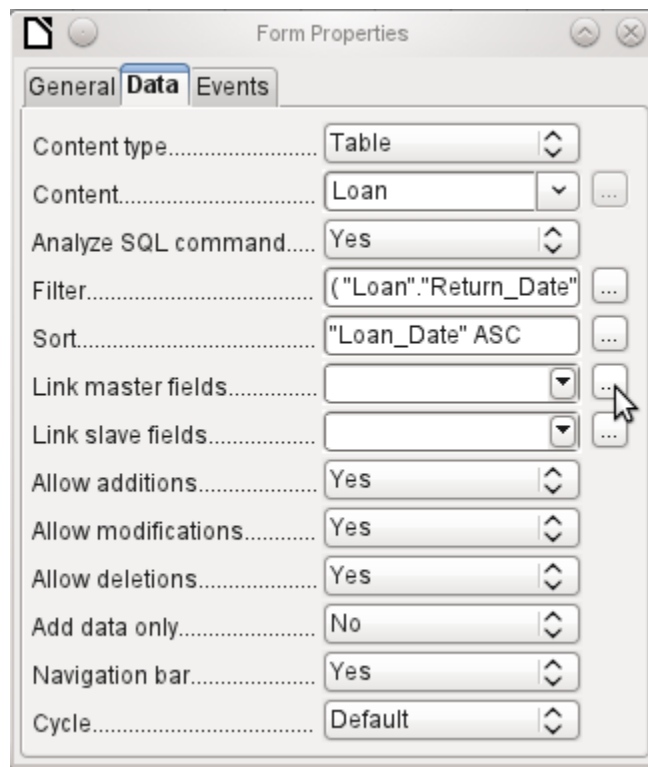 Form Properties
General Data Events
Content type.................... Table
Content............................ Loan ...
Analyze SQL command..... Yes
Filter.................................. ("Loan"."Return_Date" ...
Sort................................... "Loan_Date" ASC ...
Link master fields............... ...
Link slave fields................. ...
Allow additions.................. Yes
Allow modifications............ Yes
Allow deletions.................. Yes
Add data only.................... No
Navigation bar................... Yes
Cycle................................. Default